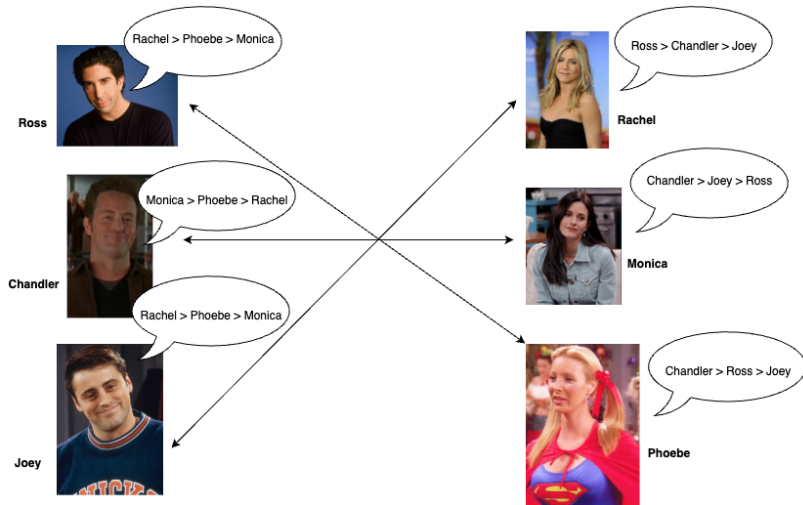 Rachel > Phoebe > Monica
Ross > Chandler > Joey
Ross
Rachel
Monica > Phoebe > Rachel
Chandler > Joey > Ross
Chandler
Monica
Rachel > Phoebe > Monica
Chandler > Ross > Joey
Joey
Phoebe